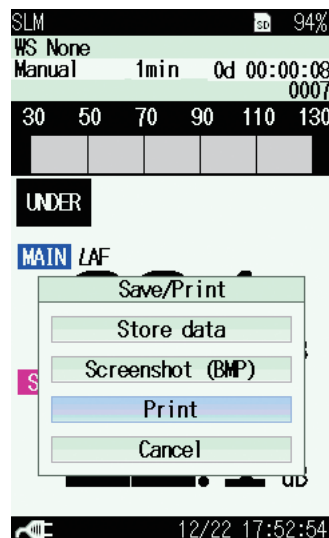 SLM SD 94%
WS None
Manual 1min 0d 00:00:08
0007
30 50 70 90 110 130
UNDER
MAIN LAF
Save/Print
Store data
Screenshot (BMP)
Print
Cancel
S
dB
12/22 17:52:54